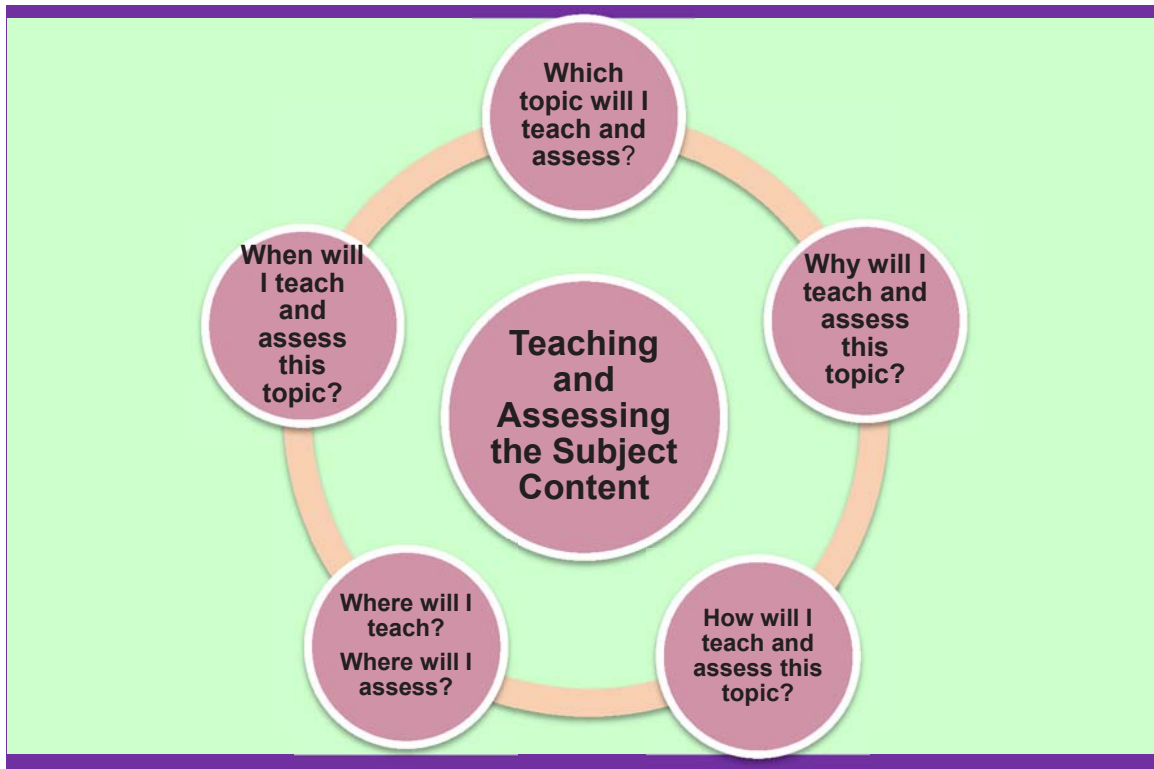 Which
topic will I
teach and
assess?
Why will I
teach and
assess
this
topic?
How will I
teach and
assess this
topic?
Where will I
teach?
Where will I
assess?
When will
I teach
and
assess
this
topic?
Teaching
and
Assessing
the Subject
Content